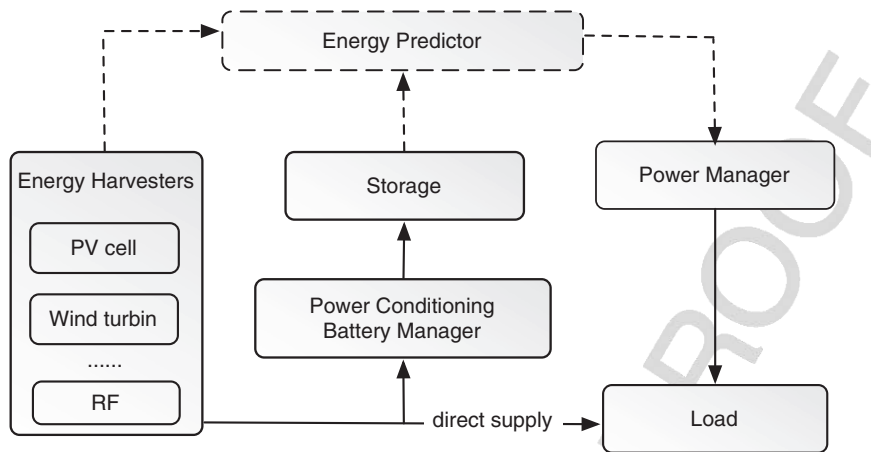 Energy Predictor
Energy Harvesters
PV cell
Wind turbin
......
RF
Storage
Power Conditioning
Battery Manager
direct supply
Power Manager
Load
ROOF